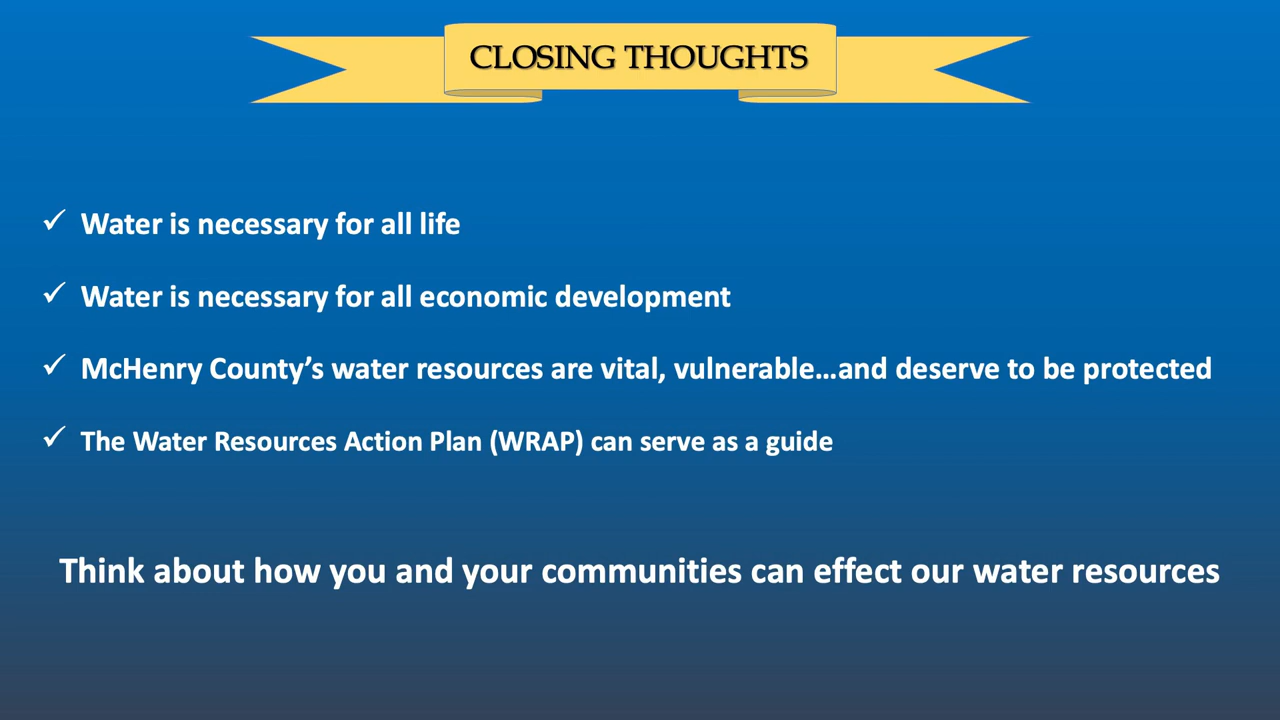 CLOSING THOUGHTS
✓ Water is necessary for all life
✓ Water is necessary for all economic development
✓ McHenry County’s water resources are vital, vulnerable…and deserve to be protected
✓ The Water Resources Action Plan (WRAP) can serve as a guide
Think about how you and your communities can effect our water resources